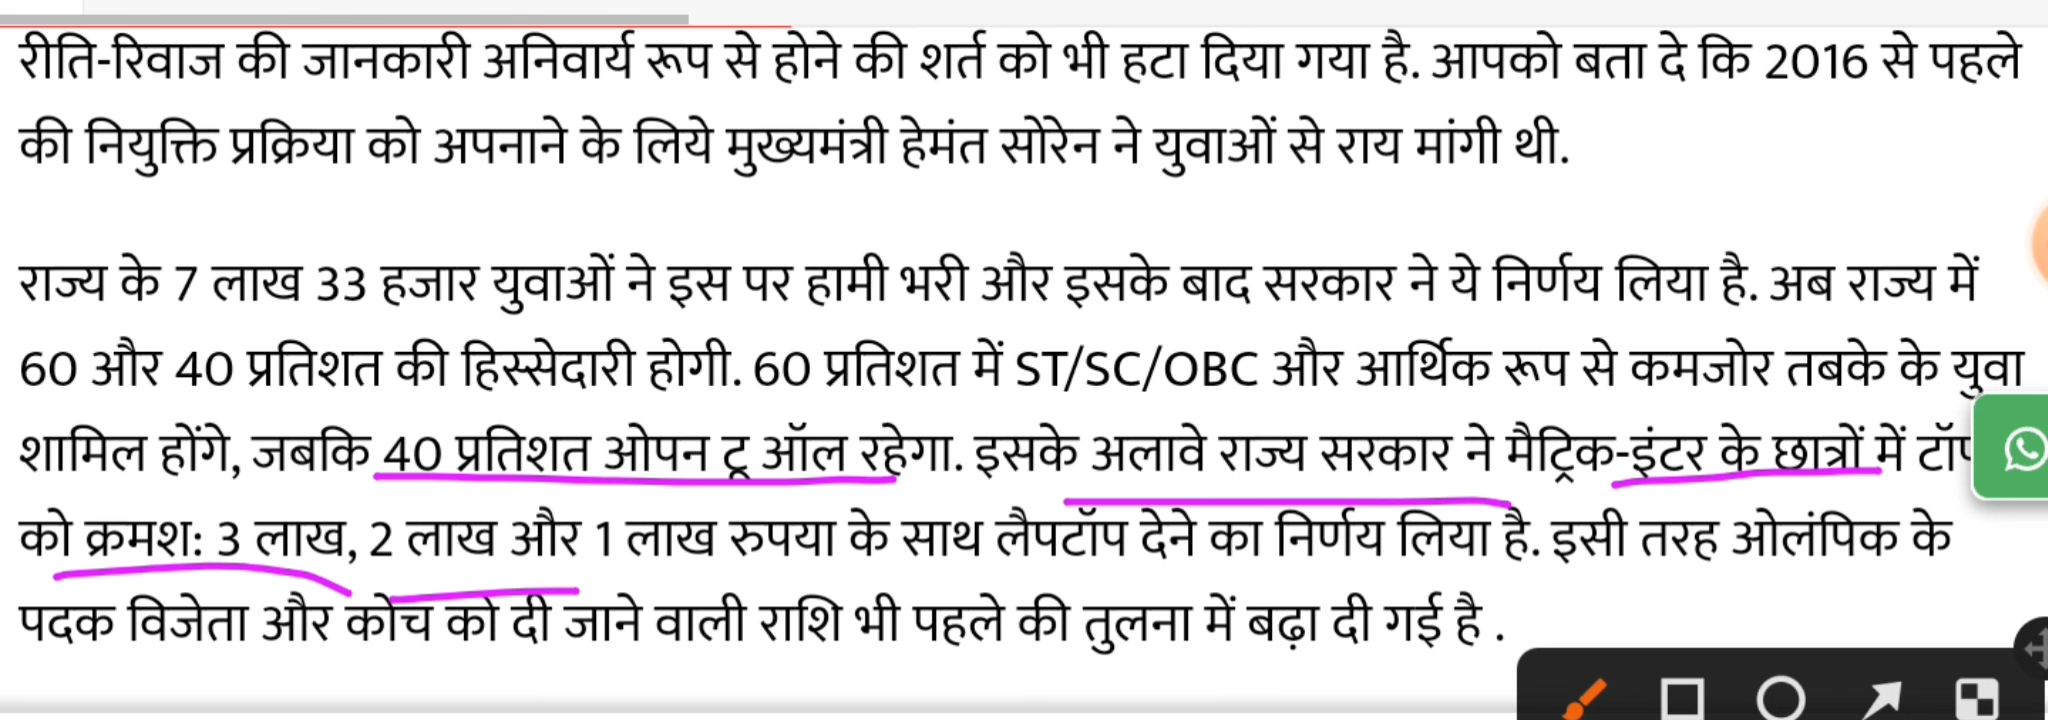 रीति-रिवाज की जानकारी अनिवार्य रूप से होने की शर्त को भी हटा दिया गया है. आपको बता दे कि 2016 से पहले
की नियुक्ति प्रक्रिया को अपनाने के लिये मुख्यमंत्री हेमंत सोरेन ने युवाओं से राय मांगी थी.
राज्य के 7 लाख 33 हजार युवाओं ने इस पर हामी भरी और इसके बाद सरकार ने ये निर्णय लिया है. अब राज्य में
60 और 40 प्रतिशत की हिस्सेदारी होगी. 60 प्रतिशत में ST/SC/OBC और आर्थिक रूप से कमजोर तबके के युवा
शामिल होंगे, जबकि 40 प्रतिशत ओपन टू ऑल रहेगा. इसके अलावे राज्य सरकार ने मैट्रिक-इंटर के छात्रों में
को क्रमश: 3 लाख, 2 लाख और 1 लाख रुपया के साथ लैपटॉप देने का निर्णय लिया है. इसी तरह ओलंपिक के
पदक विजेता और कोच को दी जाने वाली राशि भी पहले की तुलना में बढ़ा दी गई है .